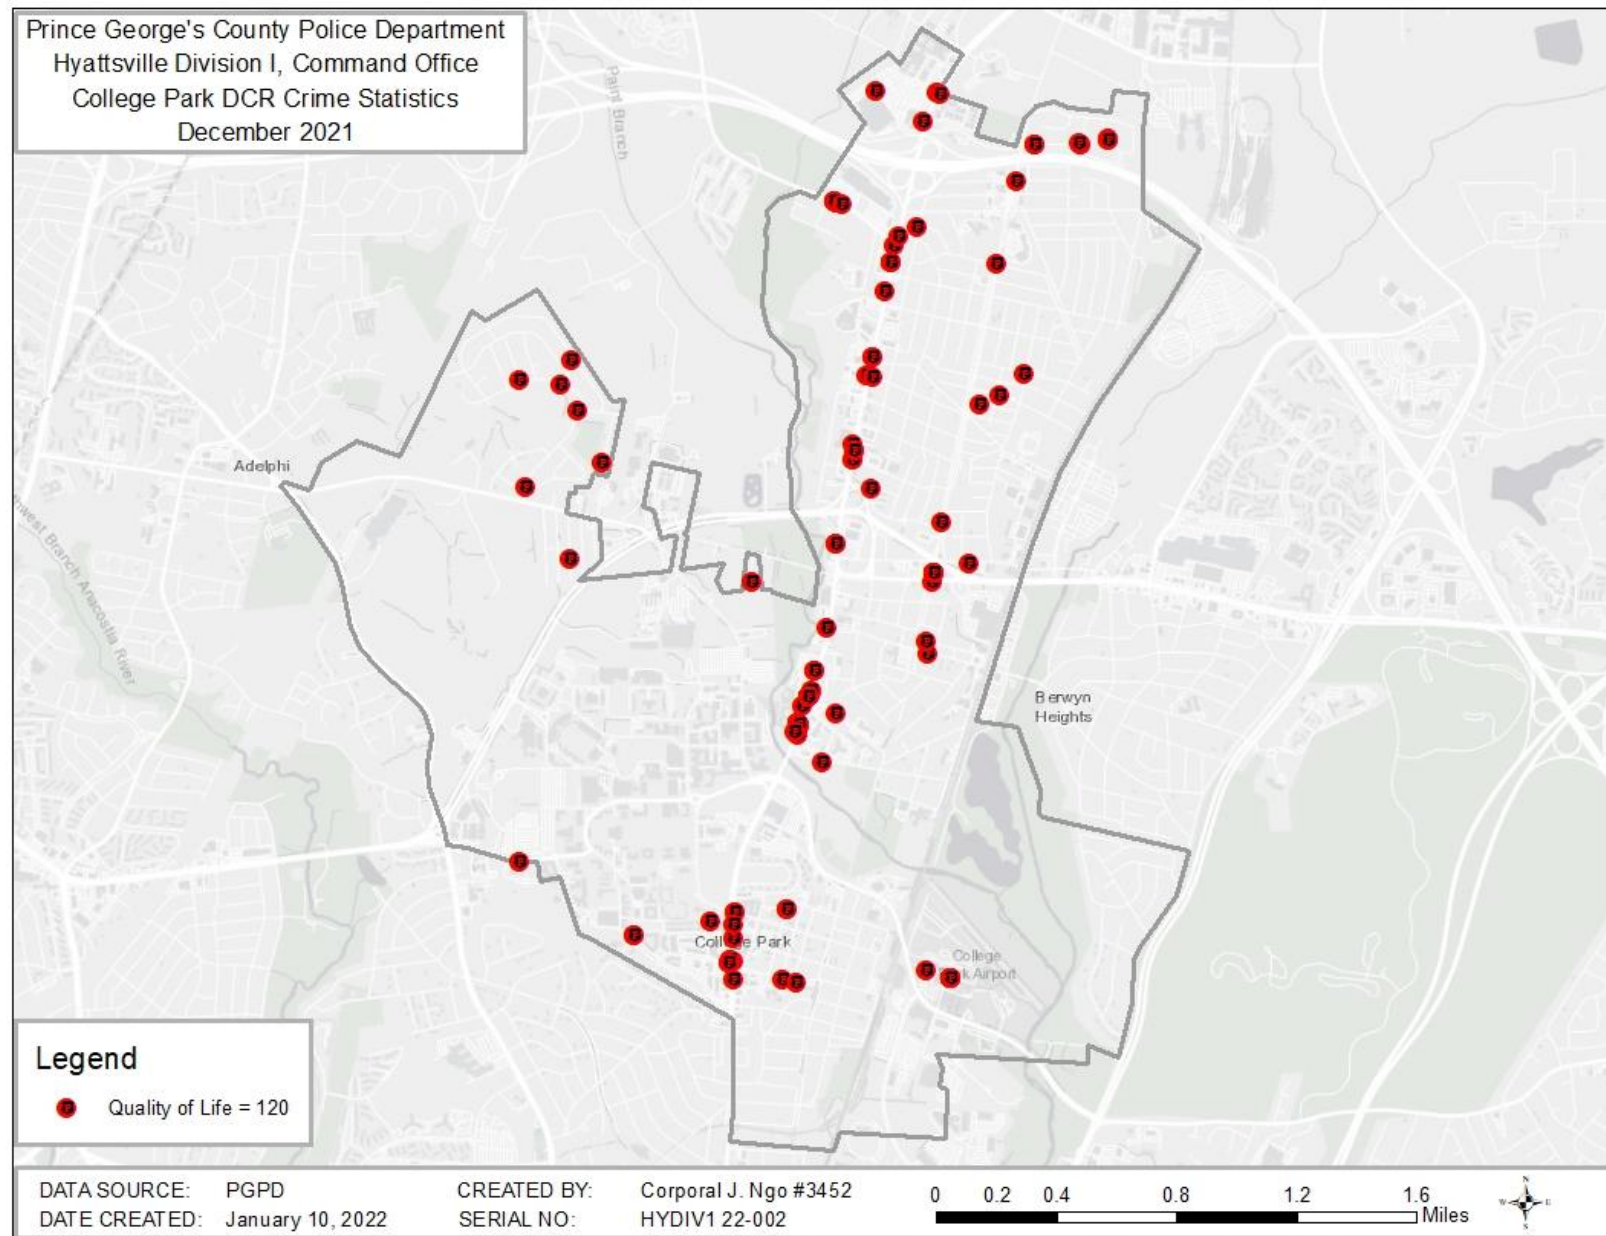 Prince George's County Police Department
Hyattsville Division I, Command Office
College Park DCR Crime Statistics
December 2021
Paint Branch
Adelphi
Branch Anacostia River
Berwyn
Heights
College Park
College
Airport
Legend
Quality of Life = 120
DATA SOURCE: PGPD
DATE CREATED: January 10, 2022
CREATED BY: Corporal J. Ngo #3452
SERIAL NO: HYDIV1 22-002
0 0.2 0.4 0.8 1.2 1.6
Miles
N
W E
S